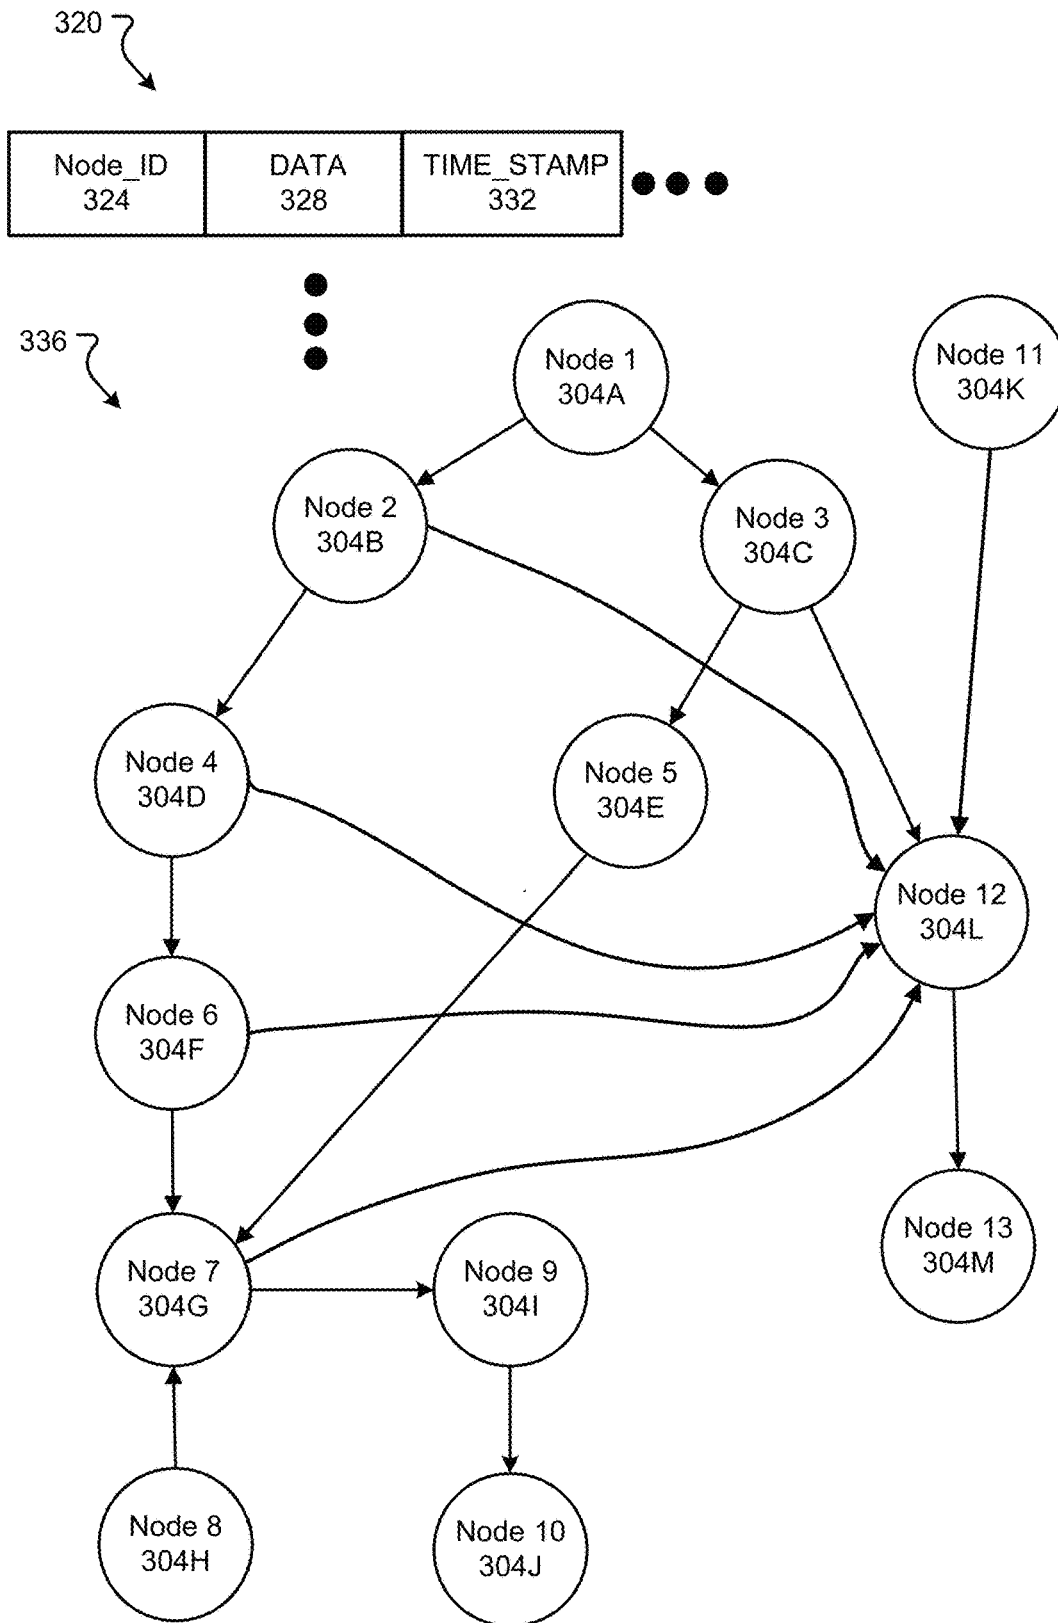 320
Node_ID
324
DATA
328
TIME_STAMP
332
336
Node 1
304A
Node 11
304K
Node 2
304B
Node 3
304C
Node 4
304D
Node 5
304E
Node 12
304L
Node 6
304F
Node 7
304G
Node 9
304I
Node 13
304M
Node 8
304H
Node 10
304J